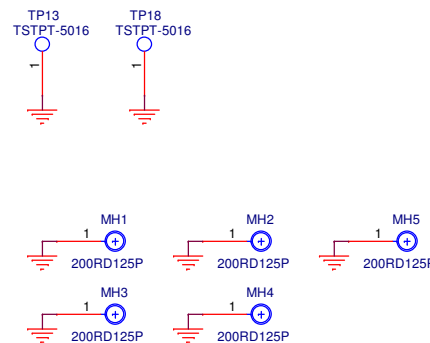 TP13 TP18
TSTPT-5016 TSTPT-5016
1 1
MH1 MH2 MH5
1 1 1
200RD125P 200RD125P 200RD125P
MH3 MH4
1 1
200RD125P 200RD125P